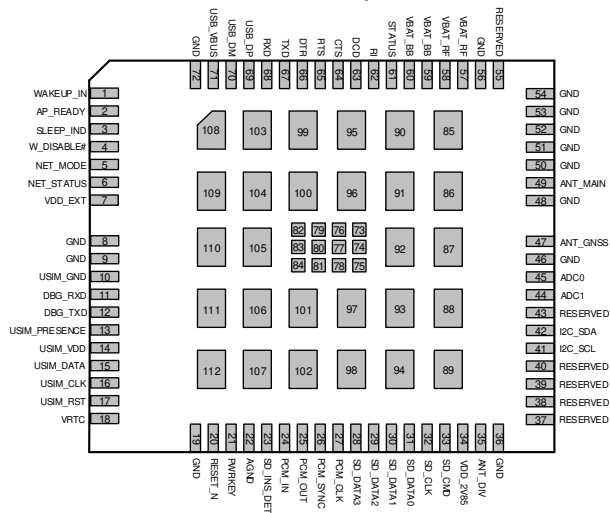 GND USB_VBUS USB_DM USB_DP RXD TXD DTR RTS CTS DCD RI STATUS VBAT_BB VBAT_BB VBAT_RF VBAT_RF GND RESERVED
72 71 70 69 68 67 66 65 64 63 62 61 60 59 58 57 56 55
WAKEUP_IN 1
AP_READY 2
SLEEP_IND 3
W_DISABLE# 4
NET_MODE 5
NET_STATUS 6
VDD_EXT 7
GND 8
GND 9
USIM_GND 10
DBG_RXD 11
DBG_TXD 12
USIM_PRESENCE 13
USIM_VDD 14
USIM_DATA 15
USIM_CLK 16
USIM_RST 17
VRTC 18
108 103 99 95 90 85
109 104 100 96 91 86
82 79 76 73
110 105 83 80 77 74 92 87
84 81 78 75
111 106 101 97 93 88
112 107 102 98 94 89
54 GND
53 GND
52 GND
51 GND
50 GND
49 ANT_MAIN
48 GND
47 ANT_GNSS
46 GND
45 ADC0
44 ADC1
43 RESERVED
42 I2C_SDA
41 I2C_SCL
40 RESERVED
39 RESERVED
38 RESERVED
37 RESERVED
19 20 21 22 23 24 25 26 27 28 29 30 31 32 33 34 35 36
GND RESET_N PWRKEY AGND SD_INS_DET PCM_IN PCM_OUT PCM_SYNC PCM_CLK SD_DATA3 SD_DATA2 SD_DATA1 SD_DATA0 SD_CLK SD_CMD VDD_2V85 ANT_DIV GND